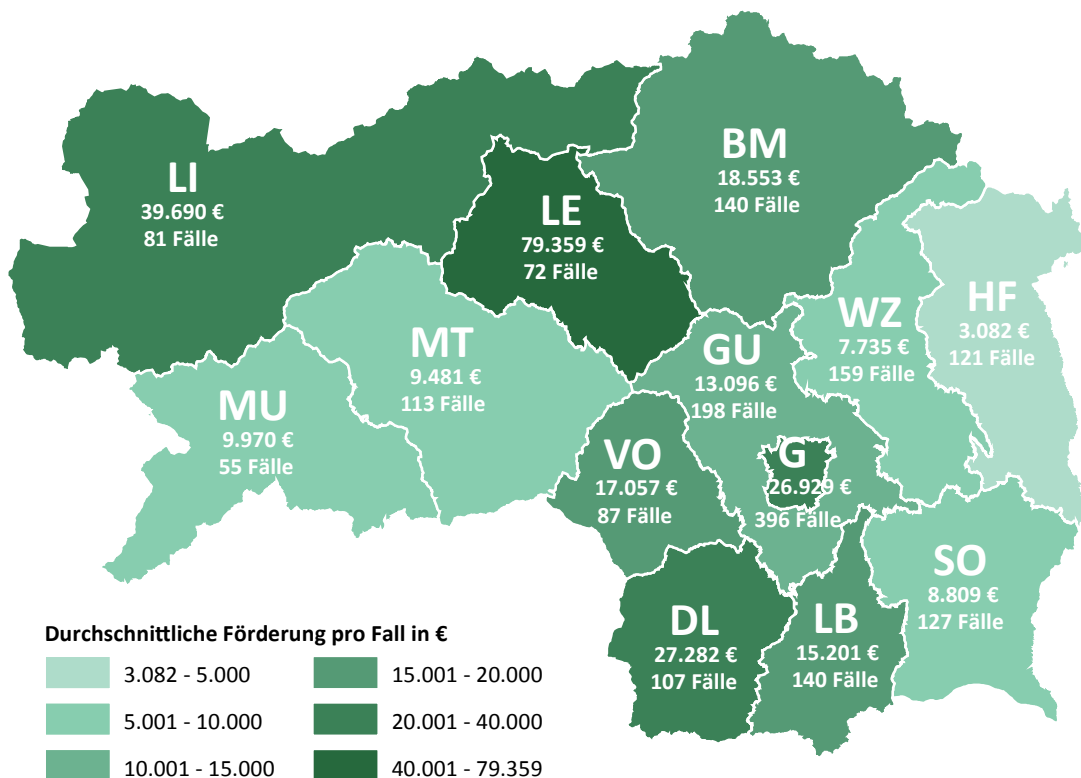 BM
18.553 €
140 Fälle
LI
39.690 €
81 Fälle
LE
79.359 €
72 Fälle
HF
3.082 €
121 Fälle
WZ
7.735 €
159 Fälle
MT
9.481 €
113 Fälle
GU
13.096 €
198 Fälle
MU
9.970 €
55 Fälle
VO
17.057 €
87 Fälle
G
26.929 €
396 Fälle
SO
8.809 €
127 Fälle
DL
27.282 €
107 Fälle
LB
15.201 €
140 Fälle
Durchschnittliche Förderung pro Fall in €
3.082 - 5.000
5.001 - 10.000
10.001 - 15.000
15.001 - 20.000
20.001 - 40.000
40.001 - 79.359